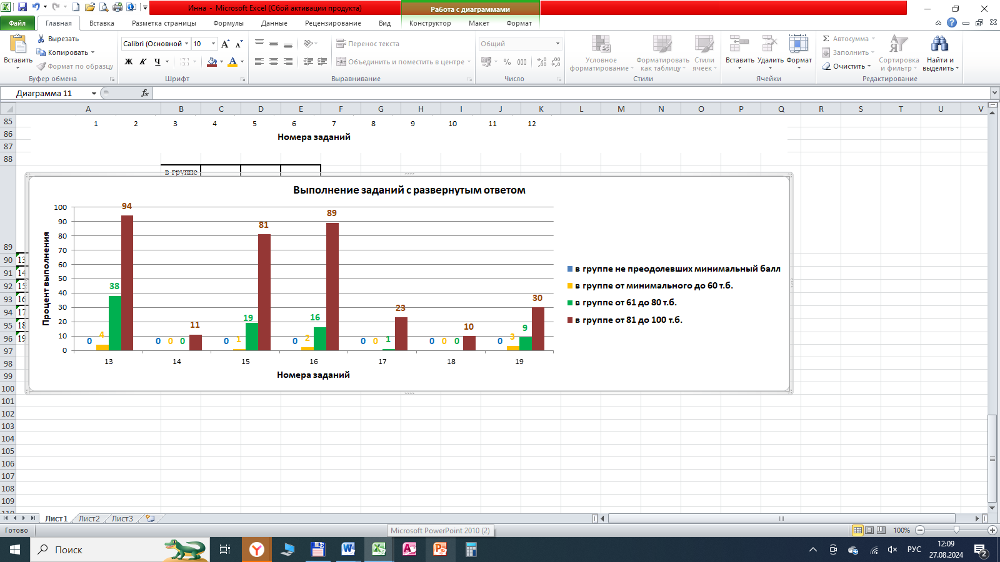 Инна - Microsoft Excel (Сбой активации продукта)
Работа с диаграммами
Файл Главная Вставка Разметка страницы Формулы Данные Рецензирование Вид Конструктор Макет Формат
Вставить
Вырезать
Копировать
Формат по образцу
Буфер обмена
Calibri (Основной 10
Ж К Ч
Шрифт
Перенос текста
Объединить и поместить в центре
Выравнивание
Общий
% 000
Число
Условное форматирование
Форматировать как таблицу
Стили ячеек
Стили
Вставить Удалить Формат
Ячейки
Автосумма
Заполнить
Очистить
Сортировка и фильтр
Найти и выделить
Редактирование
Диаграмма 11 fx
A B C D E F G H I J K L M N O P Q R S T U V
85
86
87
88
89
90 13
91 14
92 15
93 16
94 17
95 18
96 19
97
98
99
100
101
102
103
104
105
106
107
108
109
110
1 2 3 4 5 6 7 8 9 10 11 12
Номера заданий
в группе
Выполнение заданий с развернутым ответом
Процент выполнения
100
90
80
70
60
50
40
30
20
10
0
0 4 38 94
0 0 0 11
0 1 19 81
0 2 16 89
0 0 1 23
0 0 0 10
0 3 9 30
13 14 15 16 17 18 19
Номера заданий
в группе не преодолевших минимальный балл
в группе от минимального до 60 т.б.
в группе от 61 до 80 т.б.
в группе от 81 до 100 т.б.
Лист1 Лист2 Лист3
Готово
Microsoft PowerPoint 2010 (2)
100%
Поиск
РУС
12:09
27.08.2024
2